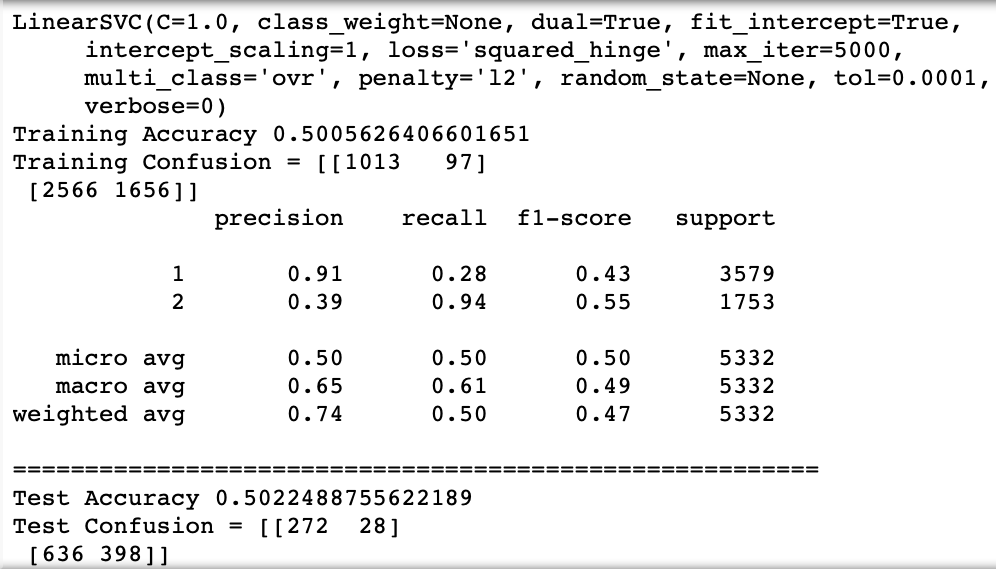 LinearSVC(C=1.0, class_weight=None, dual=True, fit_intercept=True,
intercept_scaling=1, loss='squared_hinge', max_iter=5000,
multi_class='ovr', penalty='l2', random_state=None, tol=0.0001,
verbose=0)
Training Accuracy 0.5005626406601651
Training Confusion = [[1013 97]
[2566 1656]]
precision recall f1-score support
1 0.91 0.28 0.43 3579
2 0.39 0.94 0.55 1753
micro avg 0.50 0.50 0.50 5332
macro avg 0.65 0.61 0.49 5332
weighted avg 0.74 0.50 0.47 5332
========================================================
Test Accuracy 0.5022488755622189
Test Confusion = [[272 28]
[636 398]]